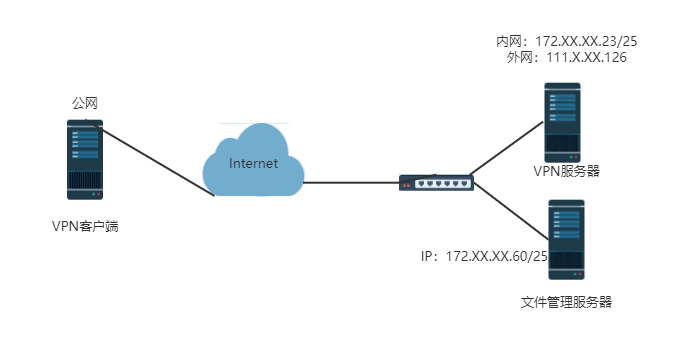 内网：172.XX.XX.23/25
外网：111.X.XX.126
公网
Internet
VPN服务器
VPN客户端
IP：172.XX.XX.60/25
文件管理服务器